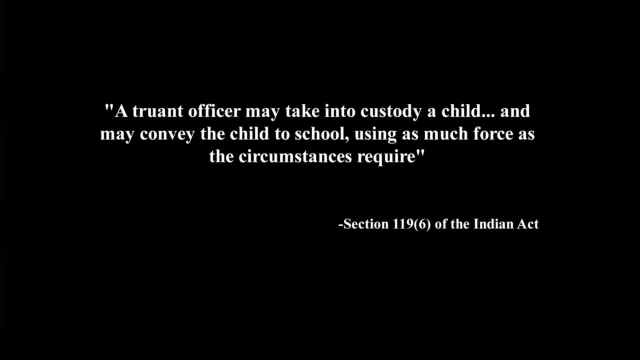 "A truant officer may take into custody a child... and
may convey the child to school, using as much force as
the circumstances require"
-Section 119(6) of the Indian Act